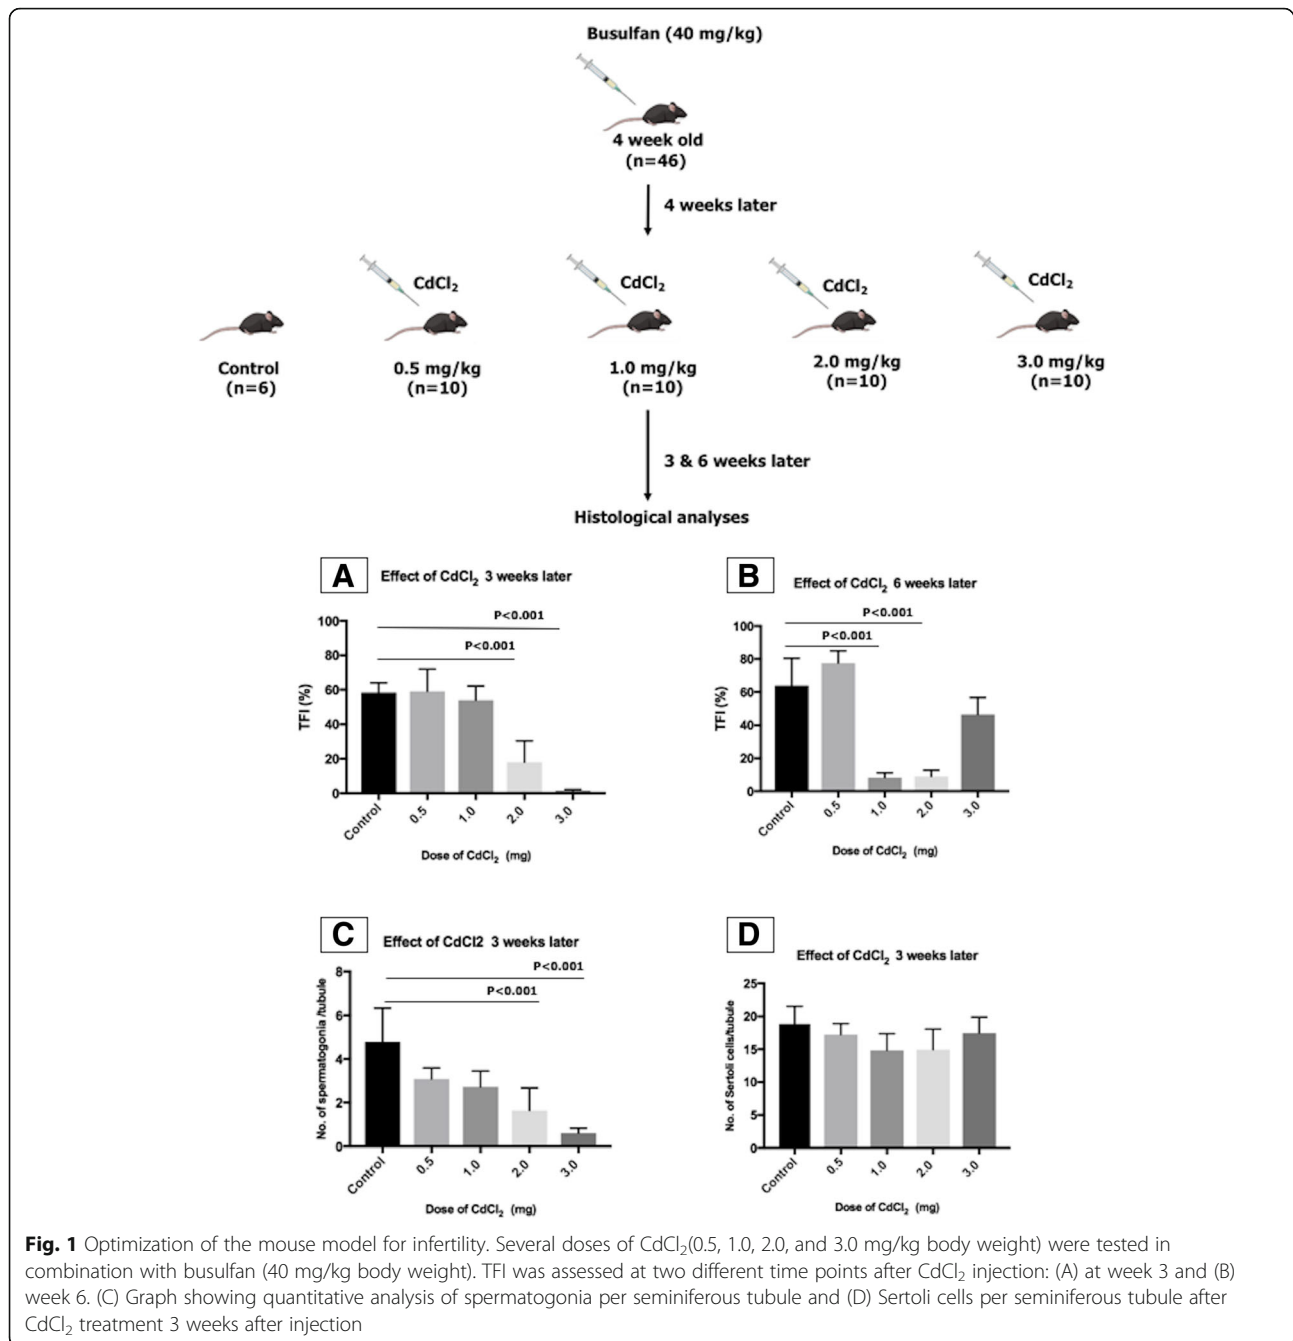 Busulfan (40 mg/kg)
4 week old
(n=46)
4 weeks later
CdCl₂
CdCl₂
CdCl₂
CdCl₂
Control
(n=6)
0.5 mg/kg
(n=10)
1.0 mg/kg
(n=10)
2.0 mg/kg
(n=10)
3.0 mg/kg
(n=10)
3 & 6 weeks later
Histological analyses
A
Effect of CdCl₂ 3 weeks later
P<0.001
P<0.001
TFI (%)
100
80
60
40
20
0
Control
0.5
1.0
2.0
3.0
Dose of CdCl₂ (mg)
B
Effect of CdCl₂ 6 weeks later
P<0.001
P<0.001
TFI (%)
100
80
60
40
20
0
Control
0.5
1.0
2.0
3.0
Dose of CdCl₂ (mg)
C
Effect of CdCl2 3 weeks later
P<0.001
P<0.001
No. of spermatogonia /tubule
8
6
4
2
0
Control
0.5
1.0
2.0
3.0
Dose of CdCl₂ (mg)
D
Effect of CdCl₂ 3 weeks later
No. of Sertoli cells/tubule
25
20
15
10
5
0
Control
0.5
1.0
2.0
3.0
Dose of CdCl₂ (mg)
Fig. 1 Optimization of the mouse model for infertility. Several doses of CdCl₂(0.5, 1.0, 2.0, and 3.0 mg/kg body weight) were tested in
combination with busulfan (40 mg/kg body weight). TFI was assessed at two different time points after CdCl₂ injection: (A) at week 3 and (B)
week 6. (C) Graph showing quantitative analysis of spermatogonia per seminiferous tubule and (D) Sertoli cells per seminiferous tubule after
CdCl₂ treatment 3 weeks after injection